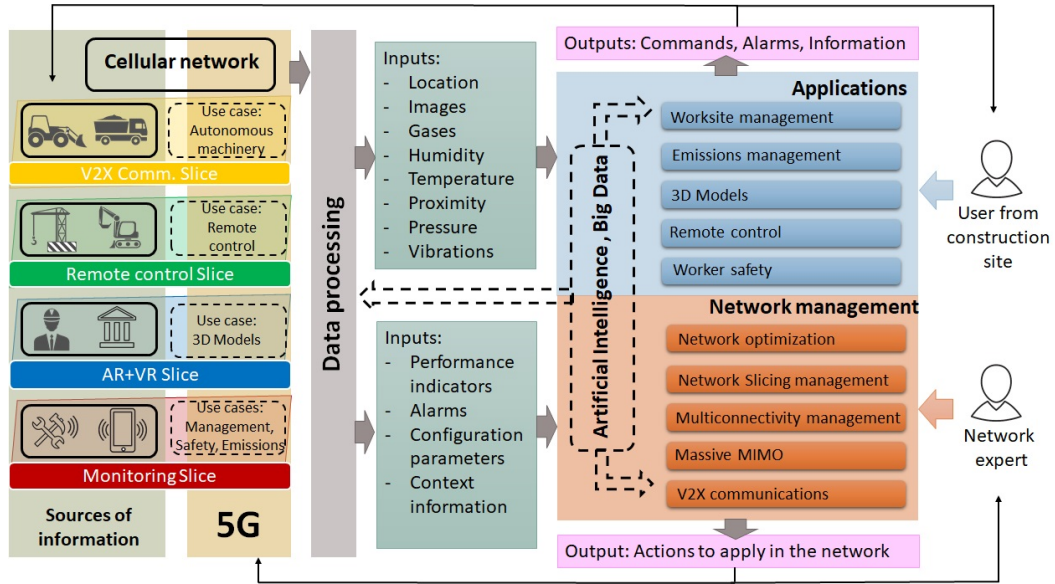 Cellular network
Use case:
Autonomous
machinery
V2X Comm. Slice
Use case:
Remote
control
Remote control Slice
Use case:
3D Models
AR+VR Slice
Use cases:
Management,
Safety, Emissions
Monitoring Slice
Sources of
information
5G
Data processing
Inputs:
- Location
- Images
- Gases
- Humidity
- Temperature
- Proximity
- Pressure
- Vibrations
Inputs:
- Performance
indicators
- Alarms
- Configuration
parameters
- Context
information
Outputs: Commands, Alarms, Information
Artificial Intelligence, Big Data
Applications
Worksite management
Emissions management
3D Models
Remote control
Worker safety
Network management
Network optimization
Network Slicing management
Multiconnectivity management
Massive MIMO
V2X communications
Output: Actions to apply in the network
User from
construction
site
Network
expert